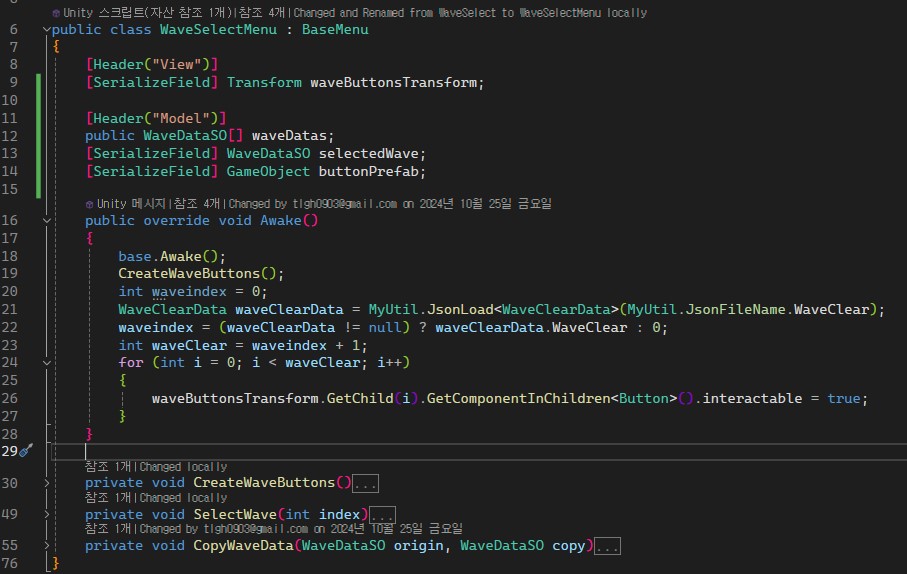 Unity 스크립트(자산 참조 1개)|참조 4개|Changed and Renamed from WaveSelect to WaveSelectMenu locally
6 public class WaveSelectMenu : BaseMenu
7 {
8 [Header("View")]
9 [SerializeField] Transform waveButtonsTransform;
10
11 [Header("Model")]
12 public WaveDataSO[] waveDatas;
13 [SerializeField] WaveDataSO selectedWave;
14 [SerializeField] GameObject buttonPrefab;
15
Unity 메시지|참조 4개|Changed by tlgh0903@gmail.com on 2024년 10월 25일 금요일
16 public override void Awake()
17 {
18 base.Awake();
19 CreateWaveButtons();
20 int waveindex = 0;
21 WaveClearData waveClearData = MyUtil.JsonLoad<WaveClearData>(MyUtil.JsonFileName.WaveClear);
22 waveindex = (waveClearData != null) ? waveClearData.WaveClear : 0;
23 int waveClear = waveindex + 1;
24 for (int i = 0; i < waveClear; i++)
25 {
26 waveButtonsTransform.GetChild(i).GetComponentInChildren<Button>().interactable = true;
27 }
28 }
29
참조 1개|Changed locally
30 private void CreateWaveButtons()...
참조 1개|Changed locally
49 private void SelectWave(int index)...
참조 1개|Changed by tlgh0903@gmail.com on 2024년 10월 25일 금요일
55 private void CopyWaveData(WaveDataSO origin, WaveDataSO copy)...
76 }